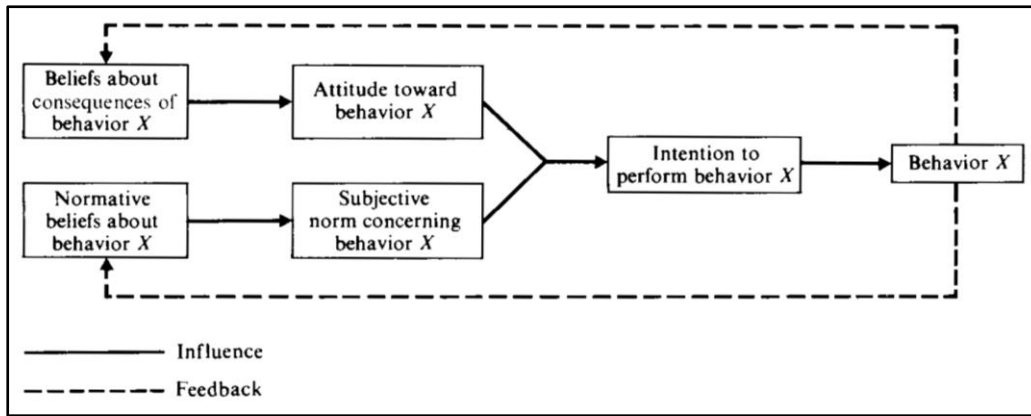 Beliefs about
consequences of
behavior X
Attitude toward
behavior X
Intention to
perform behavior X
Behavior X
Normative
beliefs about
behavior X
Subjective
norm concerning
behavior X
Influence
Feedback